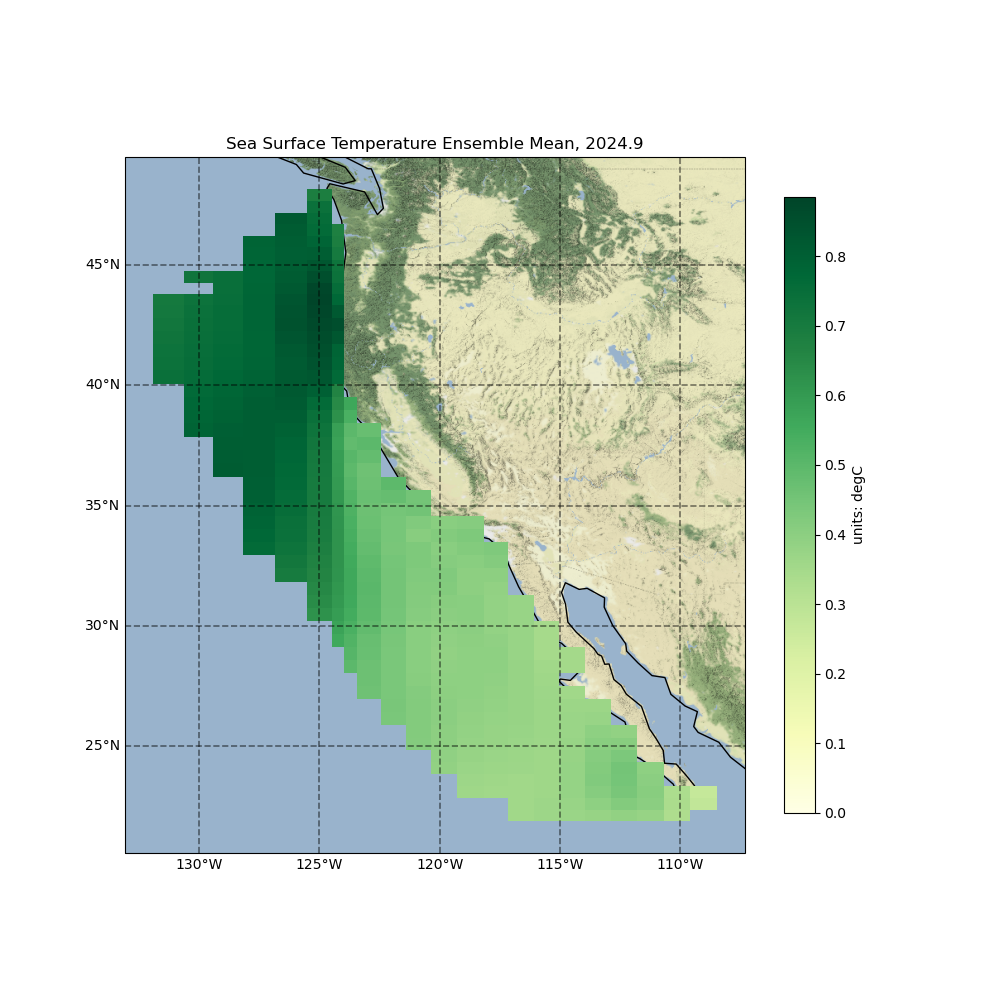 Sea Surface Temperature Ensemble Mean, 2024.9
45°N
40°N
35°N
30°N
25°N
130°W
125°W
120°W
115°W
110°W
0.8
0.7
0.6
0.5
0.4
0.3
0.2
0.1
0.0
units: degC